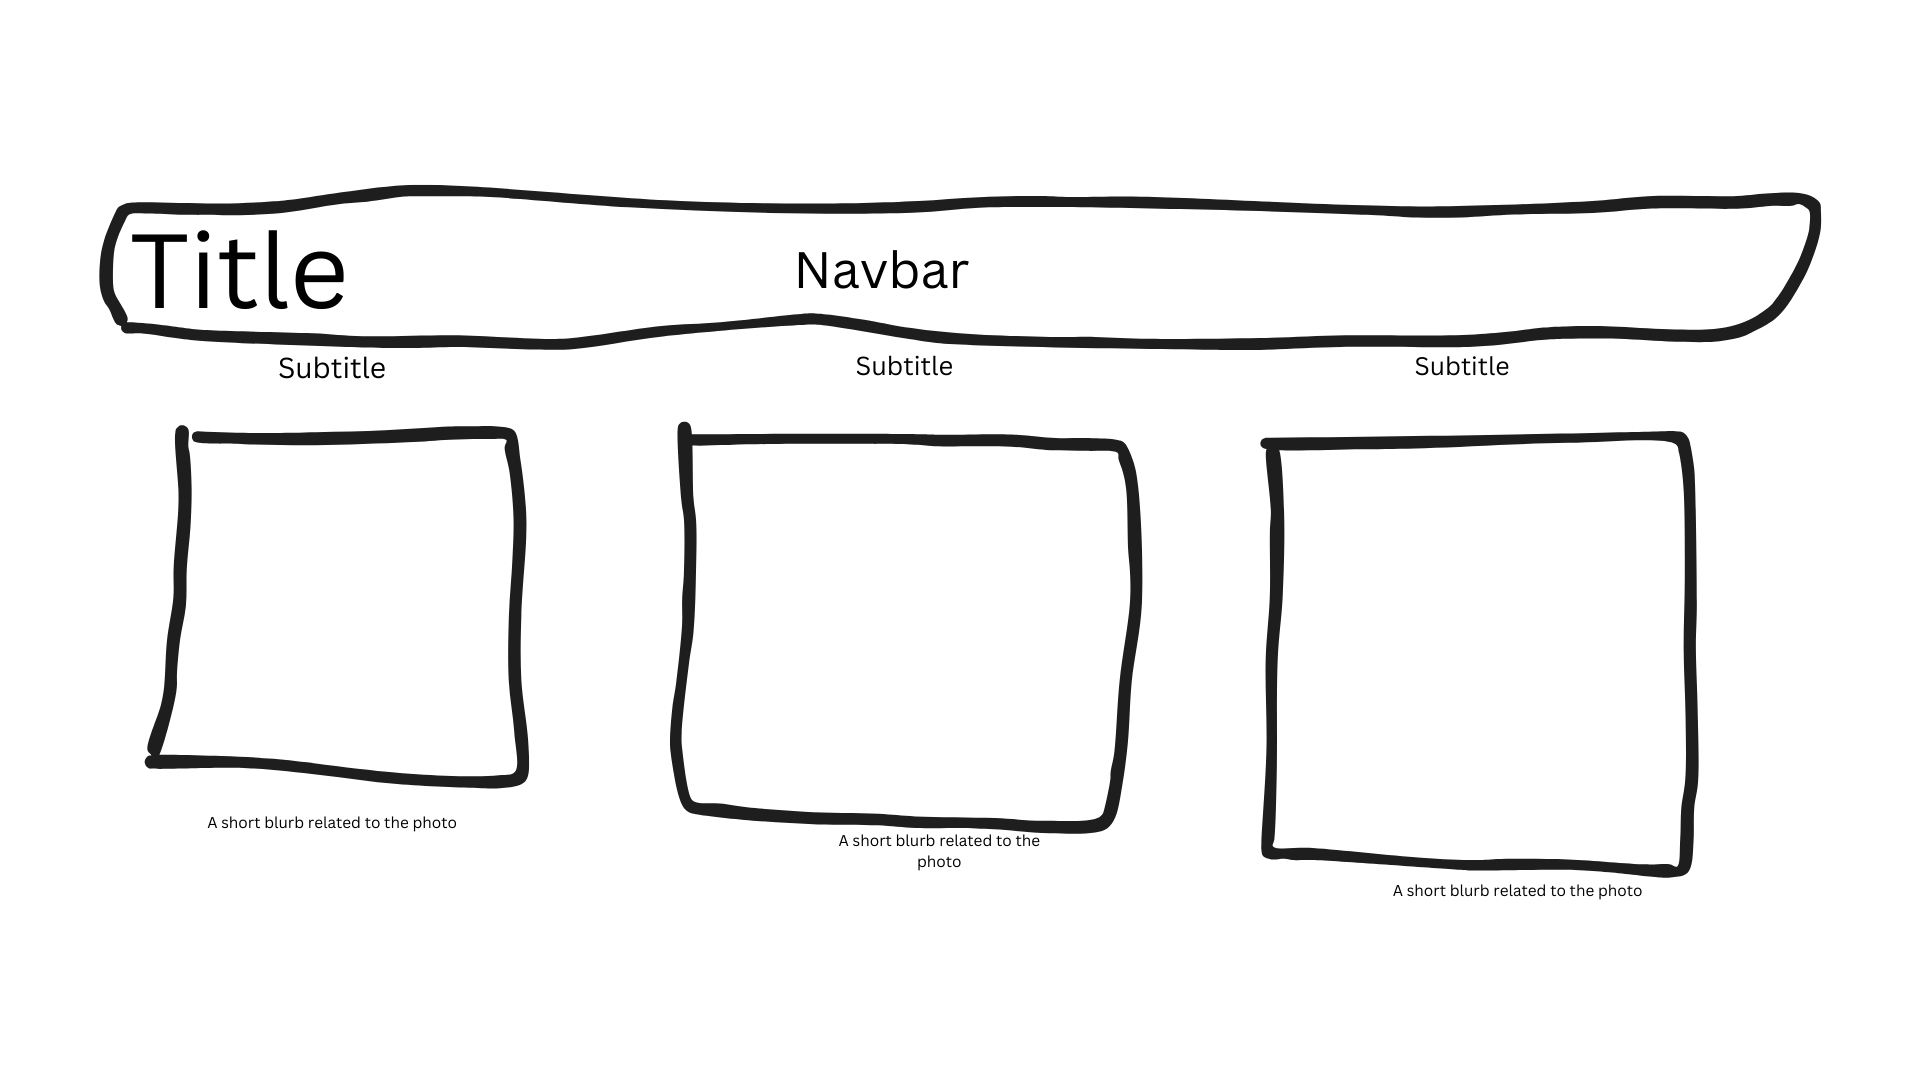 Title
Navbar
Subtitle
Subtitle
Subtitle
A short blurb related to the photo
A short blurb related to the
photo
A short blurb related to the photo